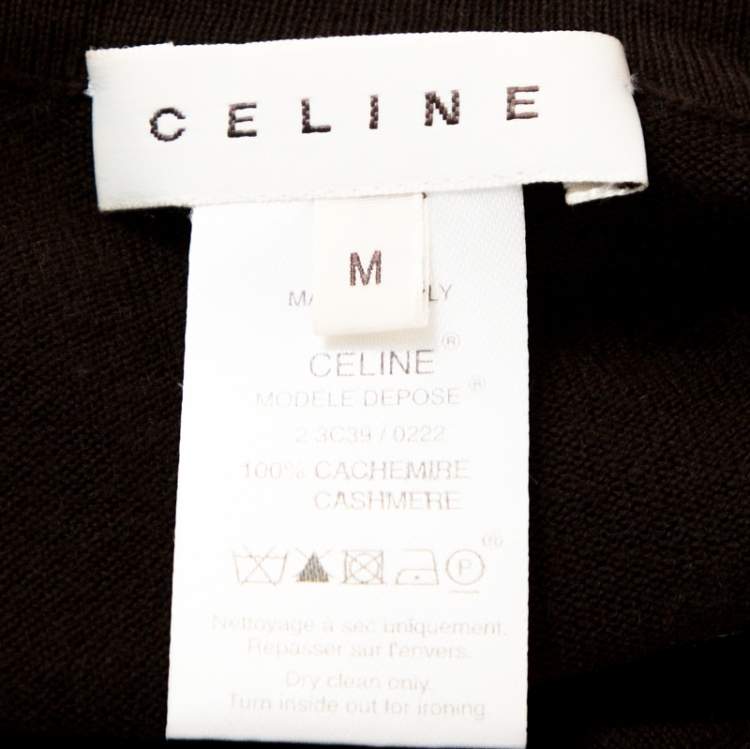 CELINE
M
CELINE®
MODELE DEPOSE®
2 3C39 / 0222
100% CACHEMIRE
CASHMERE
P
Nettoyage à sec uniquement.
Repasser sur l'envers.
Dry clean only.
Turn inside out for ironing